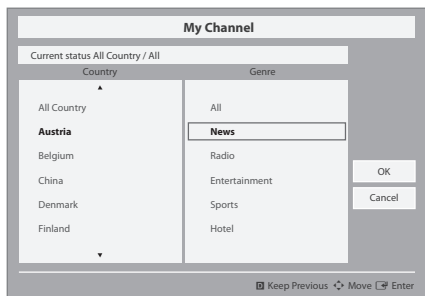 My Channel
Current status All Country / All
Country Genre
All Country All
Austria News
Belgium Radio
China Entertainment
Denmark Sports
Finland Hotel
OK
Cancel
D Keep Previous Move Enter